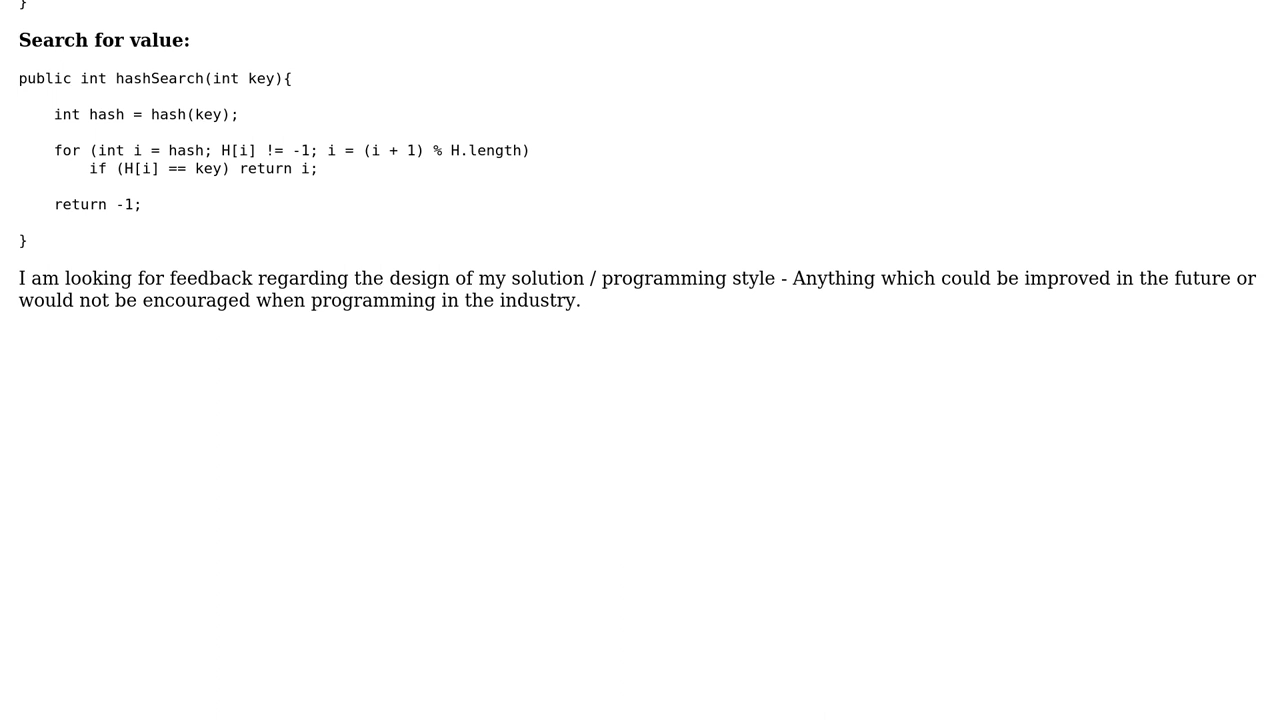 }
Search for value:
public int hashSearch(int key){
    int hash = hash(key);
    for (int i = hash; H[i] != -1; i = (i + 1) % H.length)
        if (H[i] == key) return i;
    return -1;
}
I am looking for feedback regarding the design of my solution / programming style - Anything which could be improved in the future or
would not be encouraged when programming in the industry.